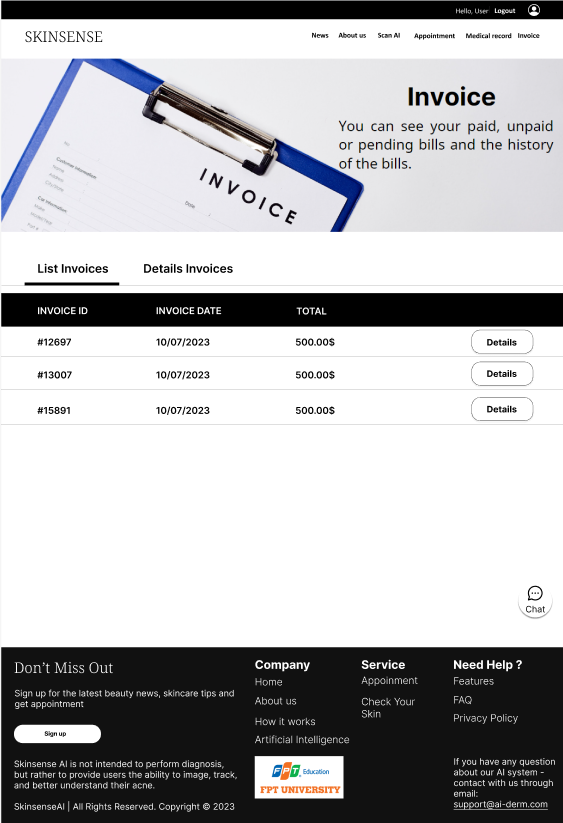 Hello, User Logout
SKINSENSE
News About us Scan AI Appointment Medical record Invoice
Invoice
You can see your paid, unpaid
or pending bills and the history
of the bills.
INVOICE
Customer Information
Date
Car Information
List Invoices Details Invoices
INVOICE ID INVOICE DATE TOTAL
#12697 10/07/2023 500.00$ Details
#13007 10/07/2023 500.00$ Details
#15891 10/07/2023 500.00$ Details
Chat
Don't Miss Out
Sign up for the latest beauty news, skincare tips and
get appointment
Sign up
Skinsense AI is not intended to perform diagnosis,
but rather to provide users the ability to image, track,
and better understand their acne.
SkinsenseAI | All Rights Reserved. Copyright © 2023
Company
Home
About us
How it works
Artificial Intelligence
FPT Education
FPT UNIVERSITY
Service
Appoinment
Check Your
Skin
Need Help ?
Features
FAQ
Privacy Policy
If you have any question
about our AI system -
contact with us through
email:
support@ai-derm.com